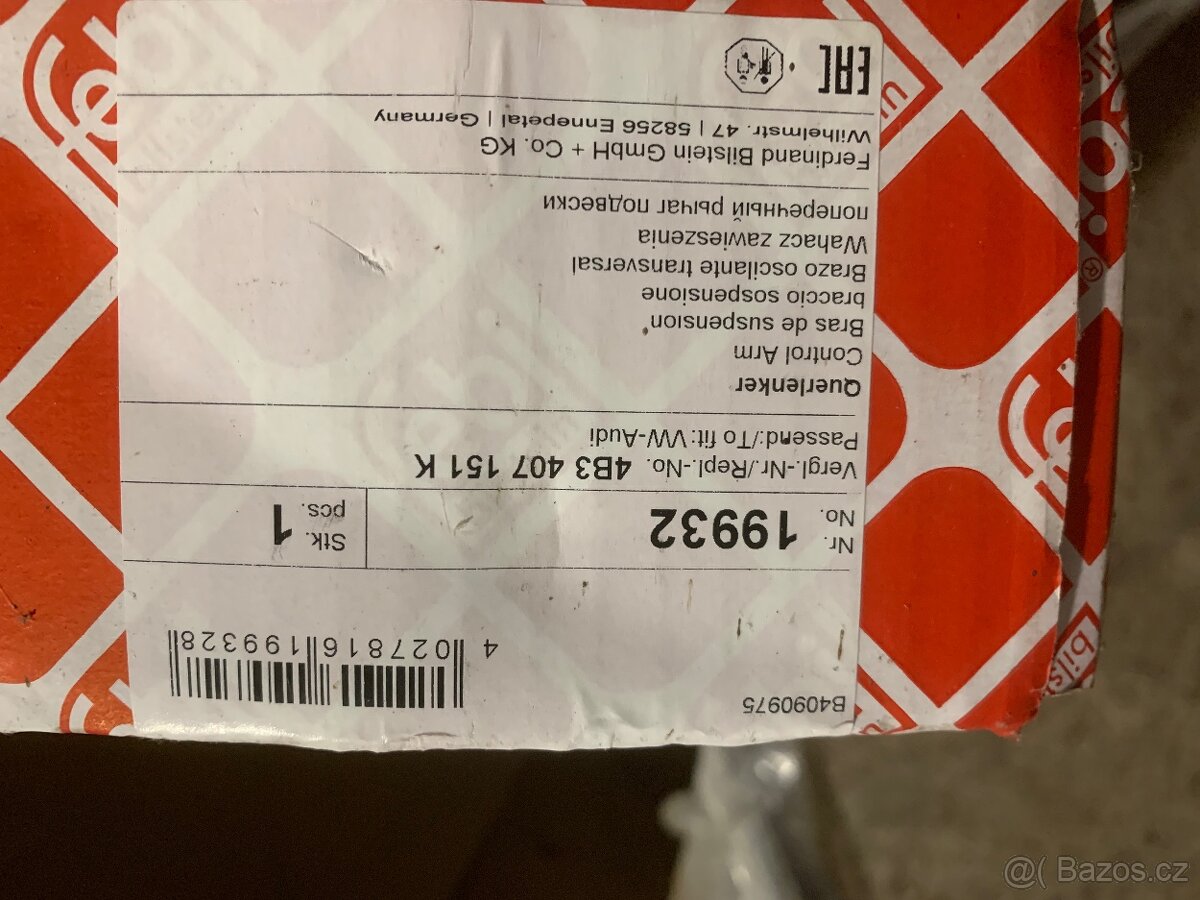 B4090975
4 027816 199328
Nr.
No. 19932
Stk.
pcs. 1
Vergl.-Nr./Repl.-No. 4B3 407 151 K
Passend:/To fit: VW-Audi
Querlenker
Control Arm
Bras de suspension
braccio sospensione
Brazo oscilante transversal
Wahacz zawieszenia
поперечный рычаг подвески
Ferdinand Bilstein GmbH + Co. KG
Wilhelmstr. 47 | 58256 Ennepetal | Germany
EAC
@( Bazos.cz